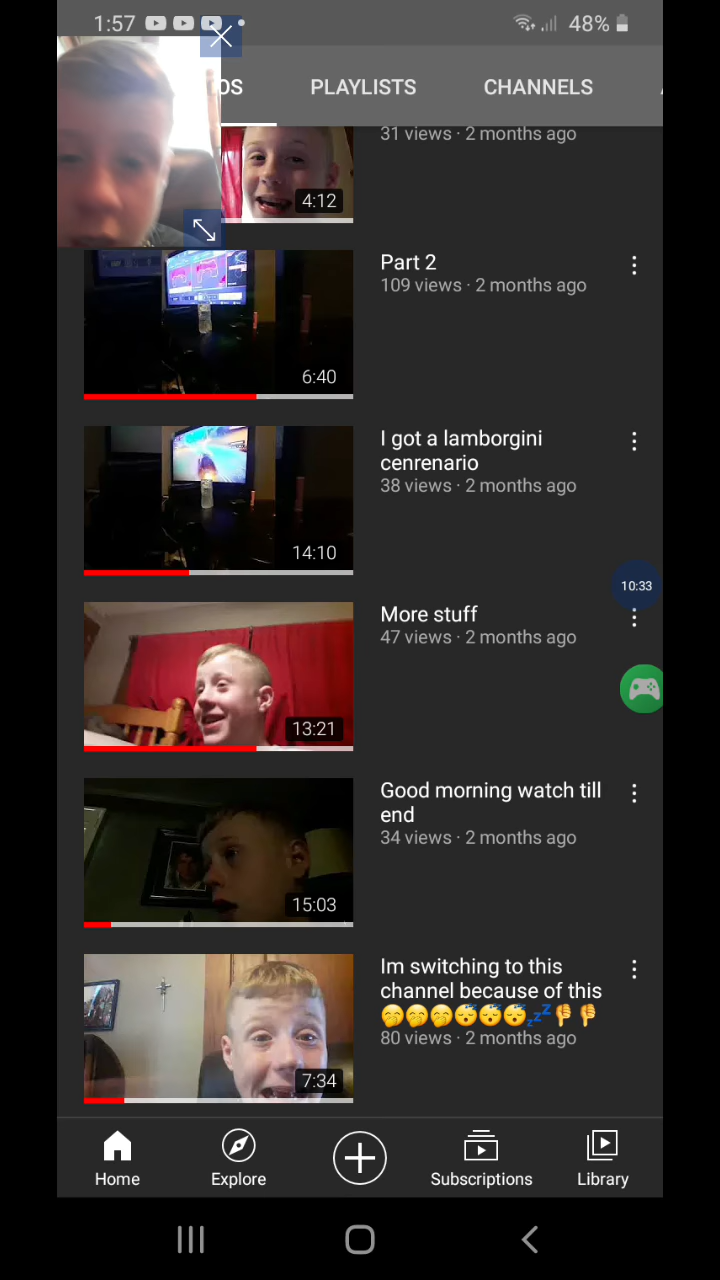 1:57
48%
OS
PLAYLISTS
CHANNELS
31 views · 2 months ago
4:12
Part 2
109 views · 2 months ago
6:40
I got a lamborgini
cenrenario
38 views · 2 months ago
14:10
10:33
More stuff
47 views · 2 months ago
13:21
Good morning watch till
end
34 views · 2 months ago
15:03
Im switching to this
channel because of this
🤭🤭🤭😴😴😴💤👎👎
80 views · 2 months ago
7:34
Home
Explore
Subscriptions
Library